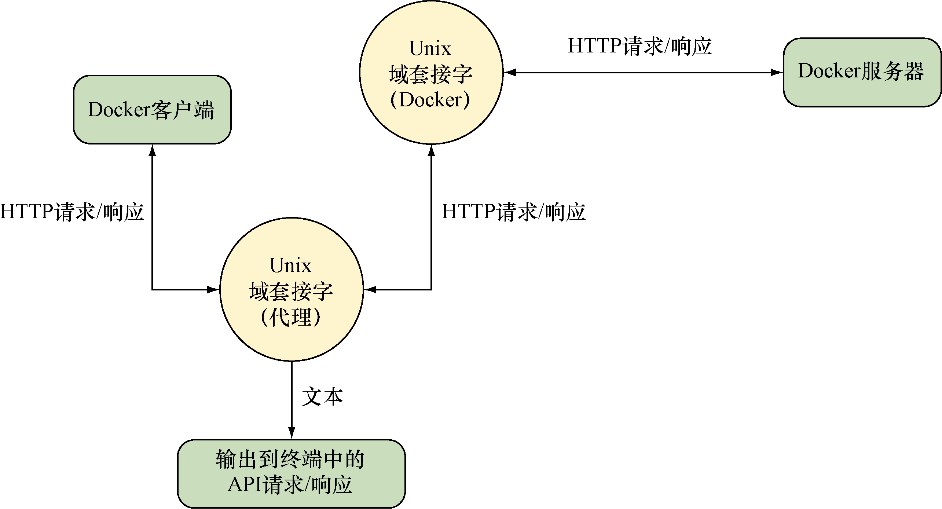 Unix
域套接字
（Docker）
HTTP请求/响应
Docker服务器
Docker客户端
HTTP请求/响应
HTTP请求/响应
Unix
域套接字
（代理）
文本
输出到终端中的
API请求/响应